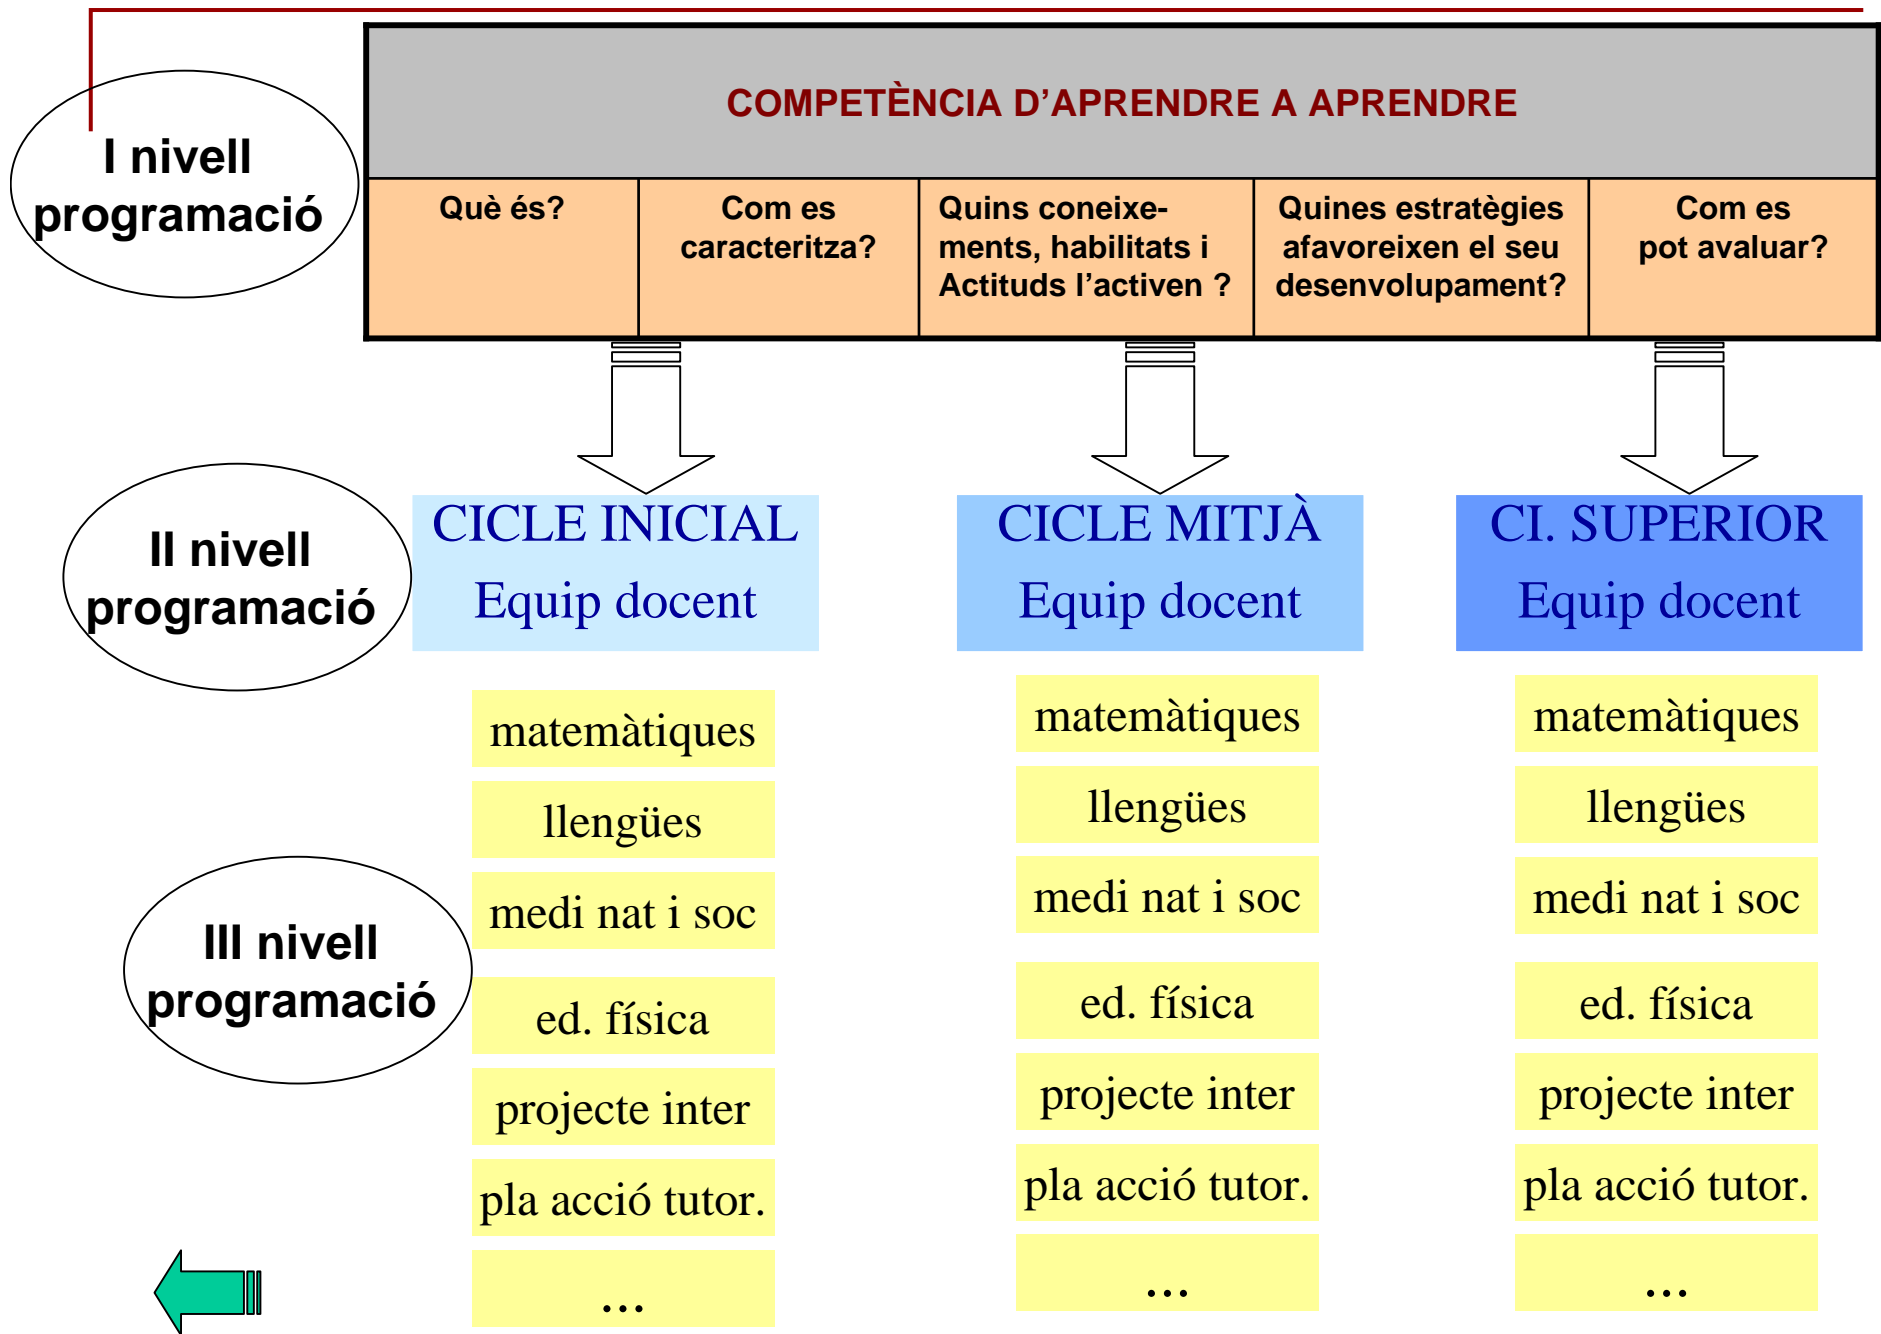 COMPETÈNCIA D’APRENDRE A APRENDRE
I nivell
programació
Què és?
Com es
caracteritza?
Quins coneixe-
ments, habilitats i
Actituds l’activen ?
Quines estratègies
afavoreixen el seu
desenvolupament?
Com es
pot avaluar?
II nivell
programació
CICLE INICIAL
Equip docent
CICLE MITJÀ
Equip docent
CI. SUPERIOR
Equip docent
III nivell
programació
matemàtiques
llengües
medi nat i soc
ed. física
projecte inter
pla acció tutor.
...
matemàtiques
llengües
medi nat i soc
ed. física
projecte inter
pla acció tutor.
...
matemàtiques
llengües
medi nat i soc
ed. física
projecte inter
pla acció tutor.
...